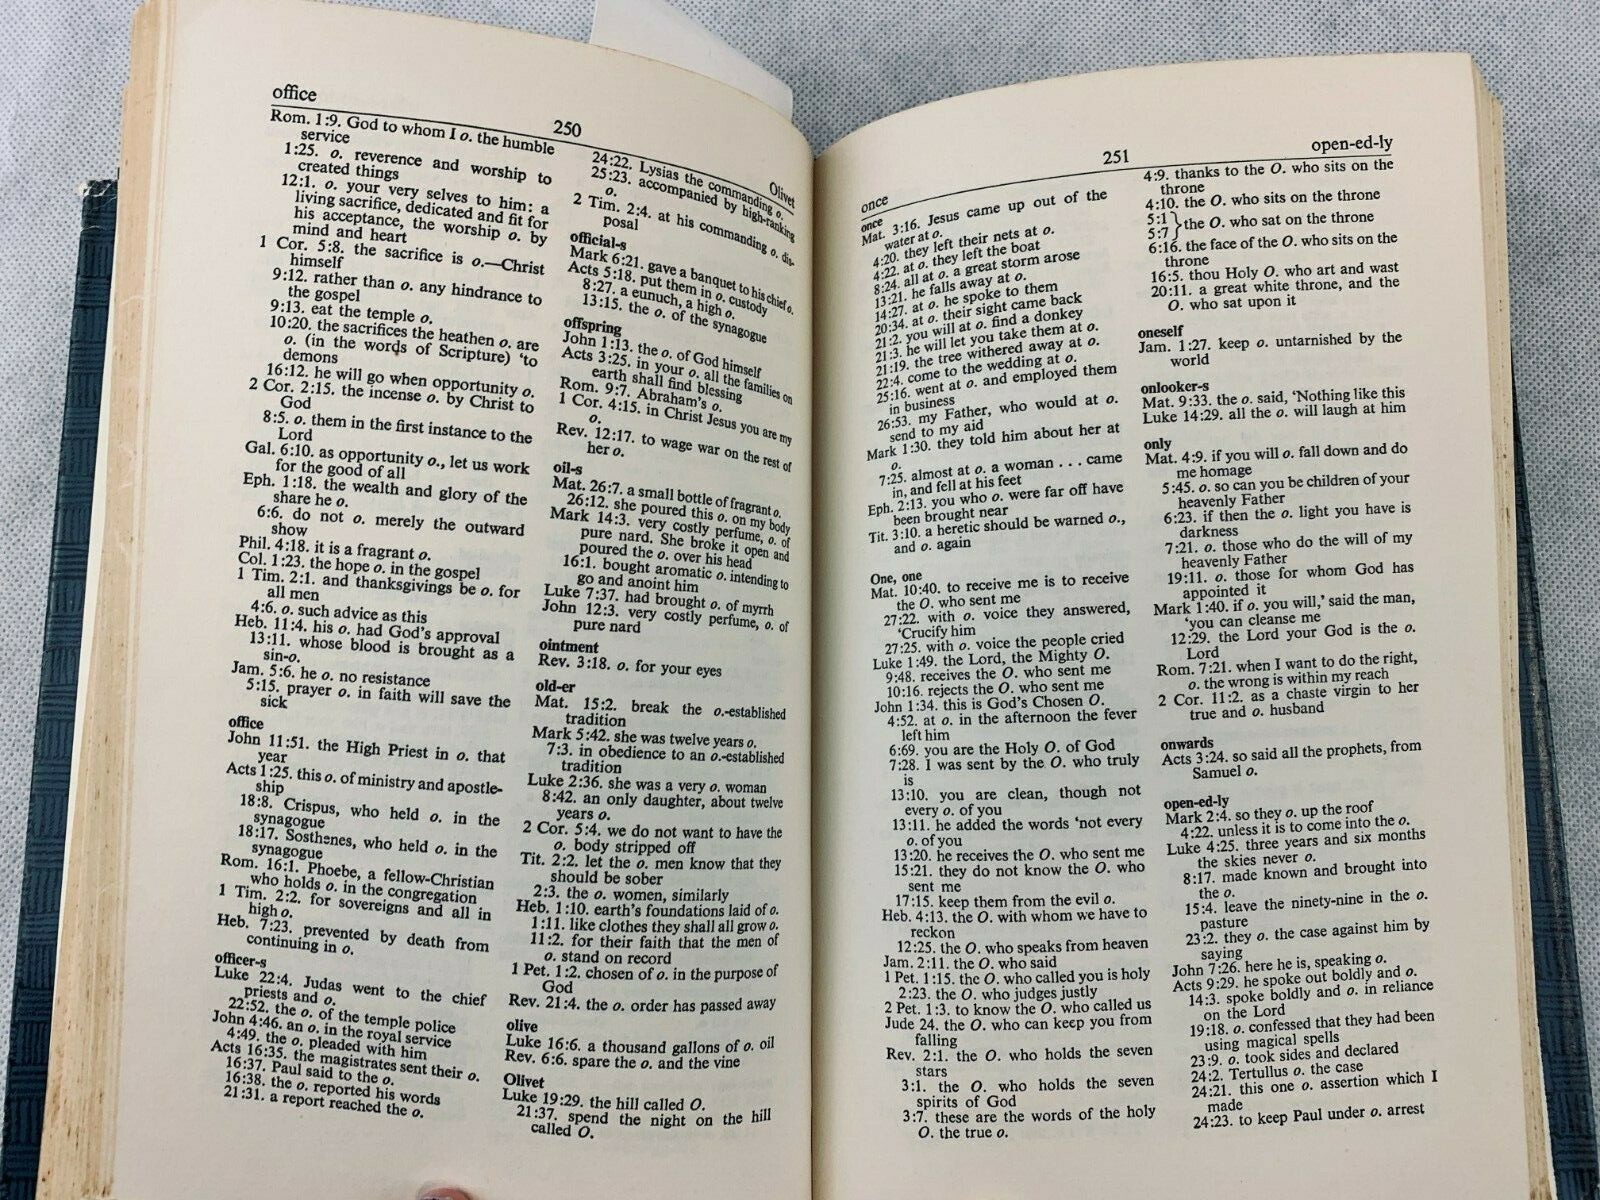 office
250
Olivet
Rom. 1:9. God to whom I o. the humble
service
1:25. o. reverence and worship to
created things
12:1. o. your very selves to him: a
living sacrifice, dedicated and fit for
his acceptance, the worship o. by
mind and heart
1 Cor. 5:8. the sacrifice is o.—Christ
himself
9:12. rather than o. any hindrance to
the gospel
9:13. eat the temple o.
10:20. the sacrifices the heathen o. are
o. (in the words of Scripture) ‘to
demons
16:12. he will go when opportunity o.
2 Cor. 2:15. the incense o. by Christ to
God
8:5. o. them in the first instance to the
Lord
Gal. 6:10. as opportunity o., let us work
for the good of all
Eph. 1:18. the wealth and glory of the
share he o.
6:6. do not o. merely the outward
show
Phil. 4:18. it is a fragrant o.
Col. 1:23. the hope o. in the gospel
1 Tim. 2:1. and thanksgivings be o. for
all men
4:6. o. such advice as this
Heb. 11:4. his o. had God’s approval
13:11. whose blood is brought as a
sin-o.
Jam. 5:6. he o. no resistance
5:15. prayer o. in faith will save the
sick
office
John 11:51. the High Priest in o. that
year
Acts 1:25. this o. of ministry and apostle-
ship
18:8. Crispus, who held o. in the
synagogue
18:17. Sosthenes, who held o. in the
synagogue
Rom. 16:1. Phoebe, a fellow-Christian
who holds o. in the congregation
1 Tim. 2:2. for sovereigns and all in
high o.
Heb. 7:23. prevented by death from
continuing in o.
officer-s
Luke 22:4. Judas went to the chief
priests and o.
22:52. the o. of the temple police
John 4:46. an o. in the royal service
4:49. the o. pleaded with him
Acts 16:35. the magistrates sent their o.
16:37. Paul said to the o.
16:38. the o. reported his words
21:31. a report reached the o.
24:22. Lysias the commanding o.
25:23. accompanied by high-ranking
o.
2 Tim. 2:4. at his commanding o. dis-
posal
official-s
Mark 6:21. gave a banquet to his chief o.
Acts 5:18. put them in o. custody
8:27. a eunuch, a high o.
13:15. the o. of the synagogue
offspring
John 1:13. the o. of God himself
Acts 3:25. in your o. all the families on
earth shall find blessing
Rom. 9:7. Abraham’s o.
1 Cor. 4:15. in Christ Jesus you are my
o.
Rev. 12:17. to wage war on the rest of
her o.
oil-s
Mat. 26:7. a small bottle of fragrant o.
26:12. she poured this o. on my body
Mark 14:3. very costly perfume, o. of
pure nard. She broke it open and
poured the o. over his head
16:1. bought aromatic o. intending to
go and anoint him
Luke 7:37. had brought o. of myrrh
John 12:3. very costly perfume, o. of
pure nard
ointment
Rev. 3:18. o. for your eyes
old-er
Mat. 15:2. break the o.-established
tradition
Mark 5:42. she was twelve years o.
7:3. in obedience to an o.-established
tradition
Luke 2:36. she was a very o. woman
8:42. an only daughter, about twelve
years o.
2 Cor. 5:4. we do not want to have the
o. body stripped off
Tit. 2:2. let the o. men know that they
should be sober
2:3. the o. women, similarly
Heb. 1:10. earth’s foundations laid of o.
1:11. like clothes they shall all grow o.
11:2. for their faith that the men of
o. stand on record
1 Pet. 1:2. chosen of o. in the purpose of
God
Rev. 21:4. the o. order has passed away
olive
Luke 16:6. a thousand gallons of o. oil
Rev. 6:6. spare the o. and the vine
Olivet
Luke 19:29. the hill called O.
21:37. spend the night on the hill
called O.
once
251
open-ed-ly
once
Mat. 3:16. Jesus came up out of the
water at o.
4:20. they left their nets at o.
4:22. at o. they left the boat
8:24. all at o. a great storm arose
13:21. he falls away at o.
14:27. at o. he spoke to them
20:34. at o. their sight came back
21:2. you will at o. find a donkey
21:3. he will let you take them at o.
21:19. the tree withered away at o.
22:4. come to the wedding at o.
25:16. went at o. and employed them
in business
26:53. my Father, who would at o.
send to my aid
Mark 1:30. they told him about her at
o.
7:25. almost at o. a woman . . . came
in, and fell at his feet
Eph. 2:13. you who o. were far off have
been brought near
Tit. 3:10. a heretic should be warned o.,
and o. again
One, one
Mat. 10:40. to receive me is to receive
the O. who sent me
27:22. with o. voice they answered,
‘Crucify him
27:25. with o. voice the people cried
Luke 1:49. the Lord, the Mighty O.
9:48. receives the O. who sent me
10:16. rejects the O. who sent me
John 1:34. this is God’s Chosen O.
4:52. at o. in the afternoon the fever
left him
6:69. you are the Holy O. of God
7:28. I was sent by the O. who truly
is
13:10. you are clean, though not
every o. of you
13:11. he added the words ‘not every
o. of you
13:20. he receives the O. who sent me
15:21. they do not know the O. who
sent me
17:15. keep them from the evil o.
Heb. 4:13. the O. with whom we have to
reckon
12:25. the O. who speaks from heaven
Jam. 2:11. the O. who said
1 Pet. 1:15. the O. who called you is holy
2:23. the O. who judges justly
2 Pet. 1:3. to know the O. who called us
Jude 24. the O. who can keep you from
falling
Rev. 2:1. the O. who holds the seven
stars
3:1. the O. who holds the seven
spirits of God
3:7. these are the words of the holy
O. the true o.
4:9. thanks to the O. who sits on the
throne
4:10. the O. who sits on the throne
5:1 } the O. who sat on the throne
5:7
6:16. the face of the O. who sits on the
throne
16:5. thou Holy O. who art and wast
20:11. a great white throne, and the
O. who sat upon it
oneself
Jam. 1:27. keep o. untarnished by the
world
onlooker-s
Mat. 9:33. the o. said, ‘Nothing like this
Luke 14:29. all the o. will laugh at him
only
Mat. 4:9. if you will o. fall down and do
me homage
5:45. o. so can you be children of your
heavenly Father
6:23. if then the o. light you have is
darkness
7:21. o. those who do the will of my
heavenly Father
19:11. o. those for whom God has
appointed it
Mark 1:40. if o. you will,’ said the man,
‘you can cleanse me
12:29. the Lord your God is the o.
Lord
Rom. 7:21. when I want to do the right,
o. the wrong is within my reach
2 Cor. 11:2. as a chaste virgin to her
true and o. husband
onwards
Acts 3:24. so said all the prophets, from
Samuel o.
open-ed-ly
Mark 2:4. so they o. up the roof
4:22. unless it is to come into the o.
Luke 4:25. three years and six months
the skies never o.
8:17. made known and brought into
the o.
15:4. leave the ninety-nine in the o.
pasture
23:2. they o. the case against him by
saying
John 7:26. here he is, speaking o.
Acts 9:29. he spoke out boldly and o.
14:3. spoke boldly and o. in reliance
on the Lord
19:18. o. confessed that they had been
using magical spells
23:9. o. took sides and declared
24:2. Tertullus o. the case
24:21. this one o. assertion which I
made
24:23. to keep Paul under o. arrest